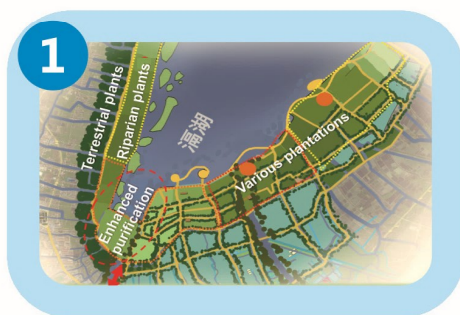 1
Terrestrial plants
Riparian plants
滆湖
Various plantations
Enhanced
purification